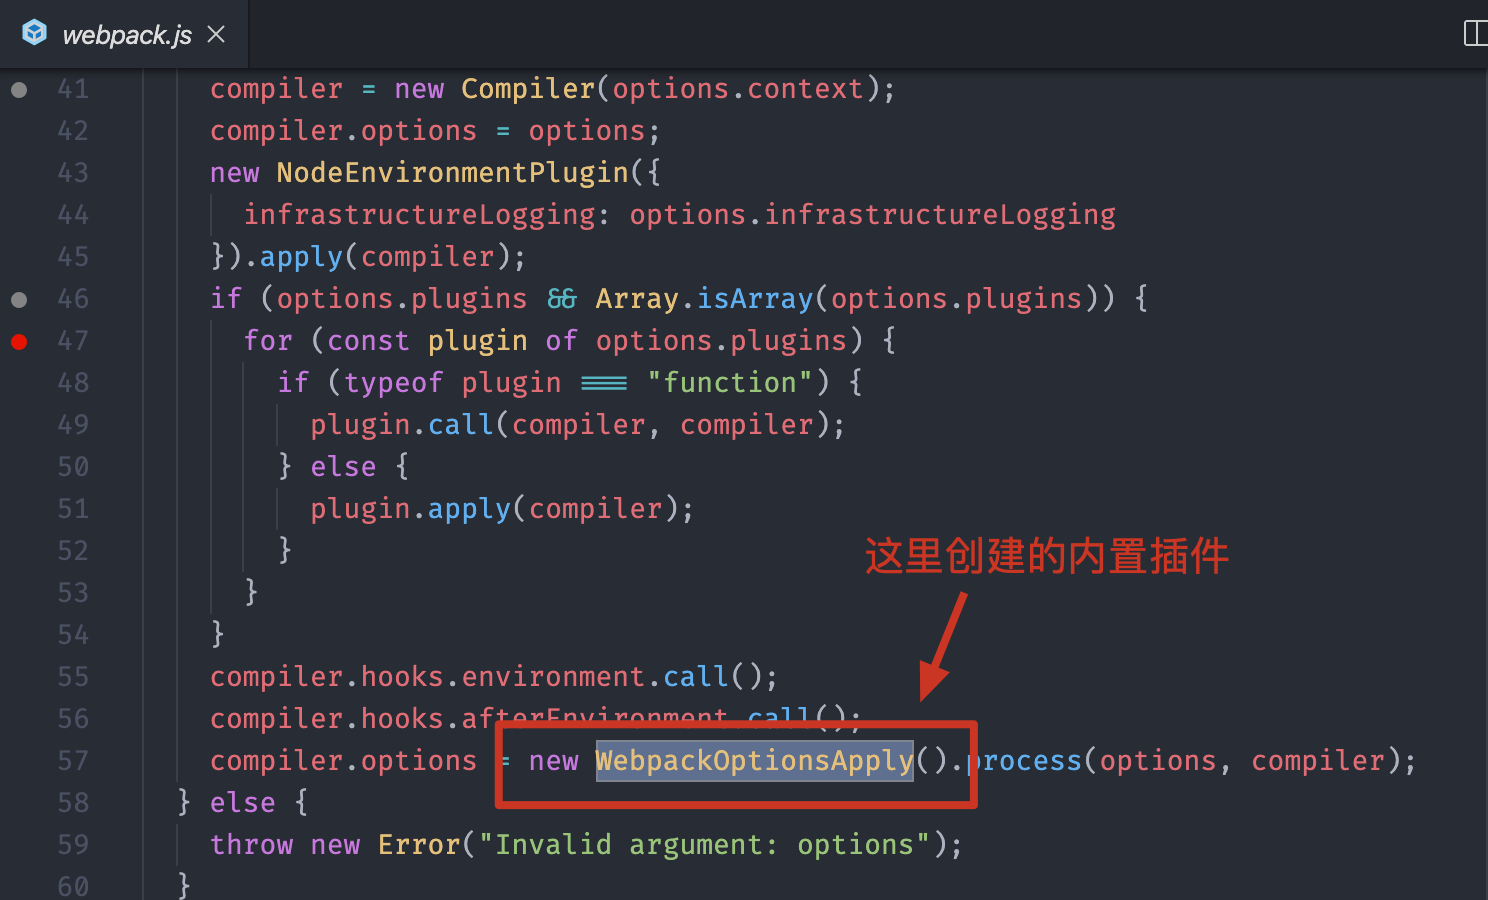 webpack.js
41 compiler = new Compiler(options.context);
42 compiler.options = options;
43 new NodeEnvironmentPlugin({
44 infrastructureLogging: options.infrastructureLogging
45 }).apply(compiler);
46 if (options.plugins && Array.isArray(options.plugins)) {
47 for (const plugin of options.plugins) {
48 if (typeof plugin === "function") {
49 plugin.call(compiler, compiler);
50 } else {
51 plugin.apply(compiler);
52 }
53 }
54 }
这里创建的内置插件
55 compiler.hooks.environment.call();
56 compiler.hooks.afterEnvironment.call();
57 compiler.options = new WebpackOptionsApply().process(options, compiler);
58 } else {
59 throw new Error("Invalid argument: options");
60 }